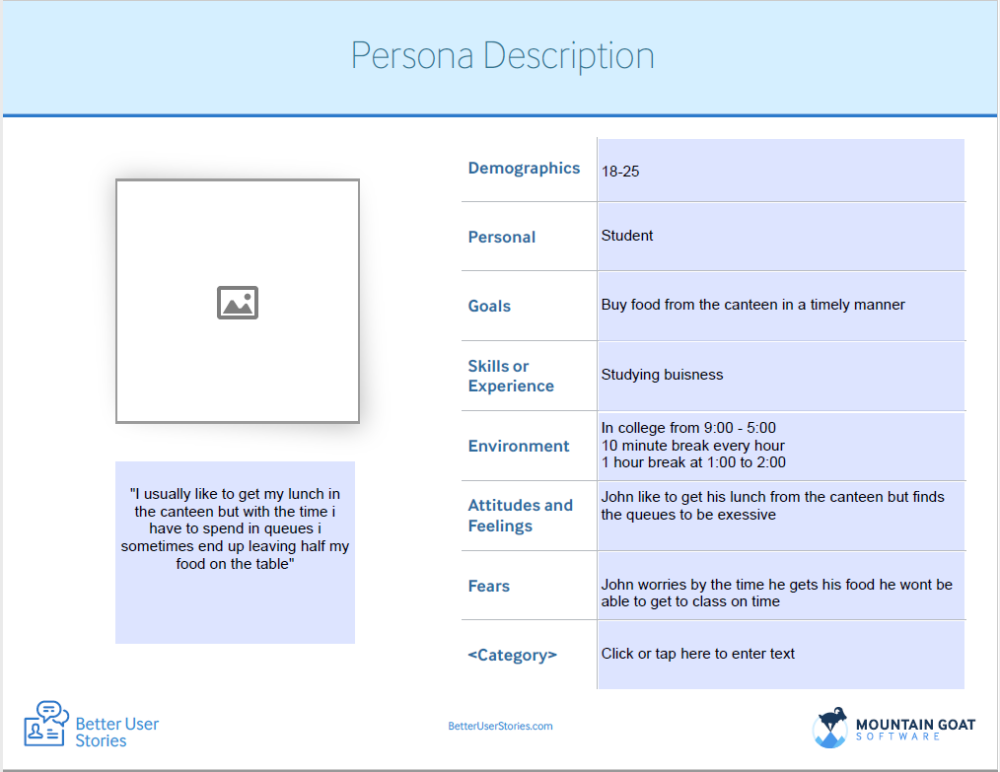 Persona Description
Demographics
18-25
Personal
Student
Goals
Buy food from the canteen in a timely manner
Skills or
Experience
Studying buisness
Environment
In college from 9:00 - 5:00
10 minute break every hour
1 hour break at 1:00 to 2:00
Attitudes and
Feelings
John like to get his lunch from the canteen but finds
the queues to be exessive
Fears
John worries by the time he gets his food he wont be
able to get to class on time
<Category>
Click or tap here to enter text
"I usually like to get my lunch in
the canteen but with the time i
have to spend in queues i
sometimes end up leaving half my
food on the table"
Better User
Stories
BetterUserStories.com
MOUNTAIN GOAT
SOFTWARE